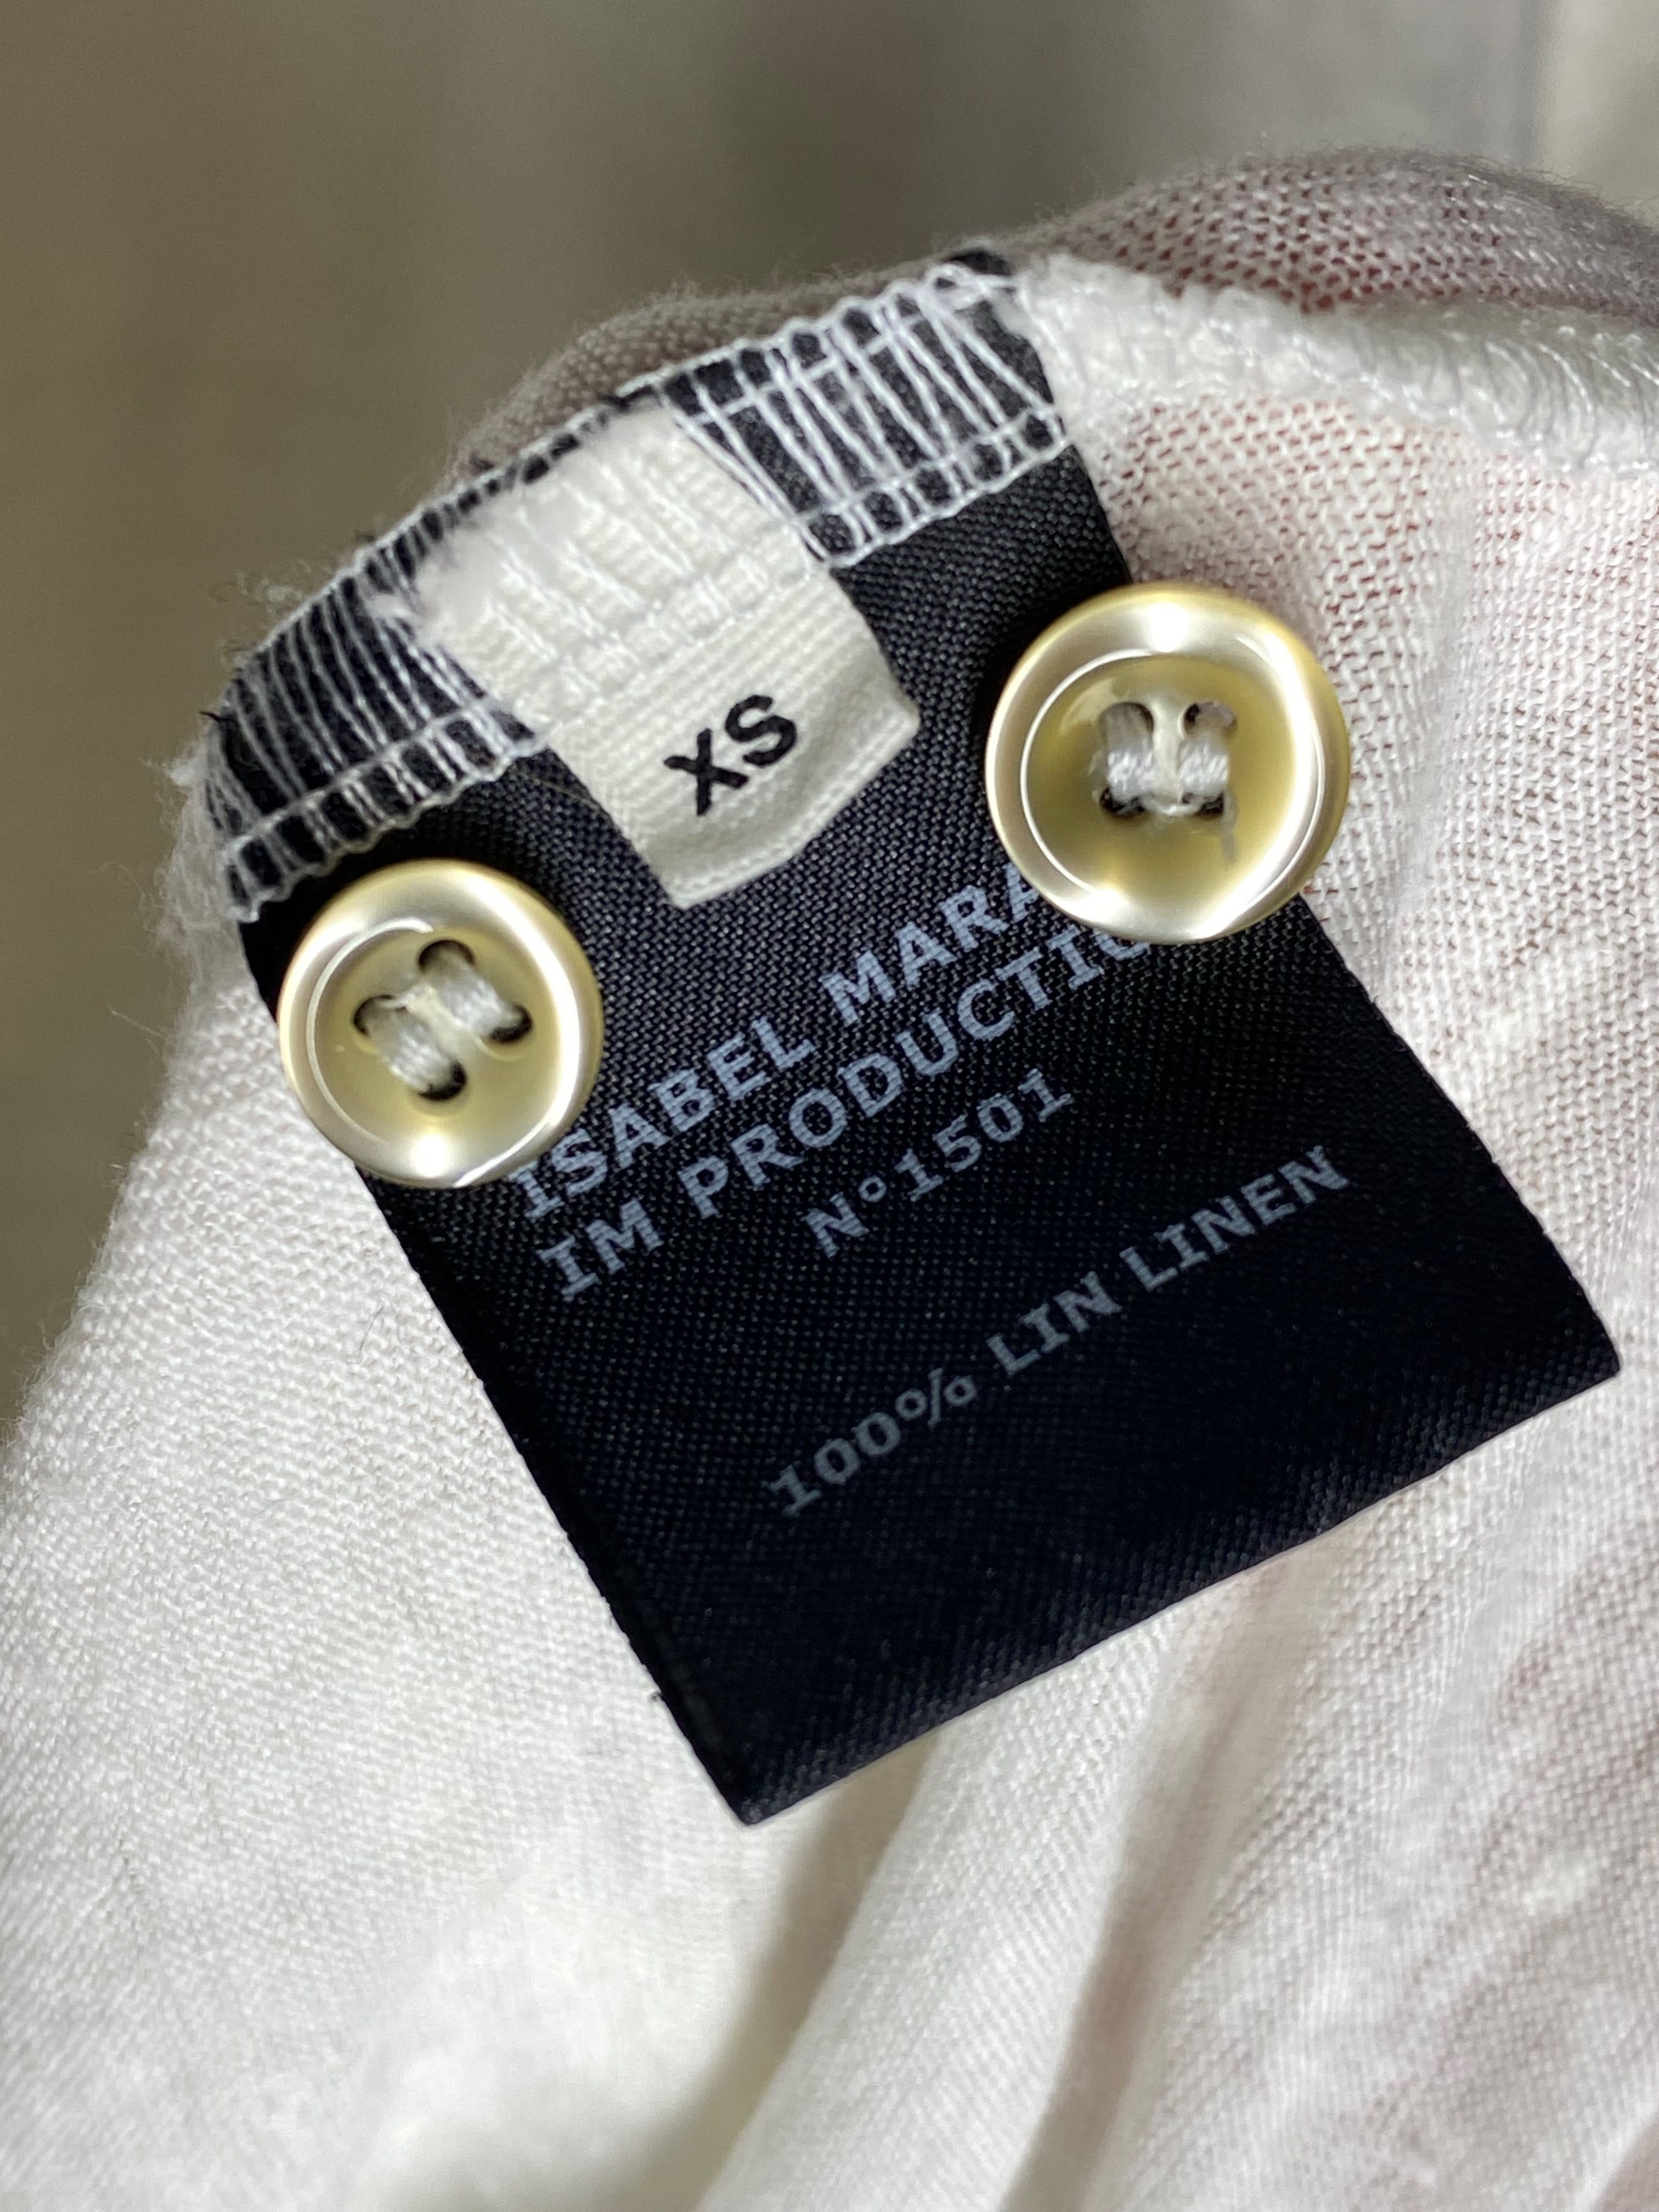 XS
ISABEL MARA
IM PRODUCTIO
N°1501
100% LIN LINEN